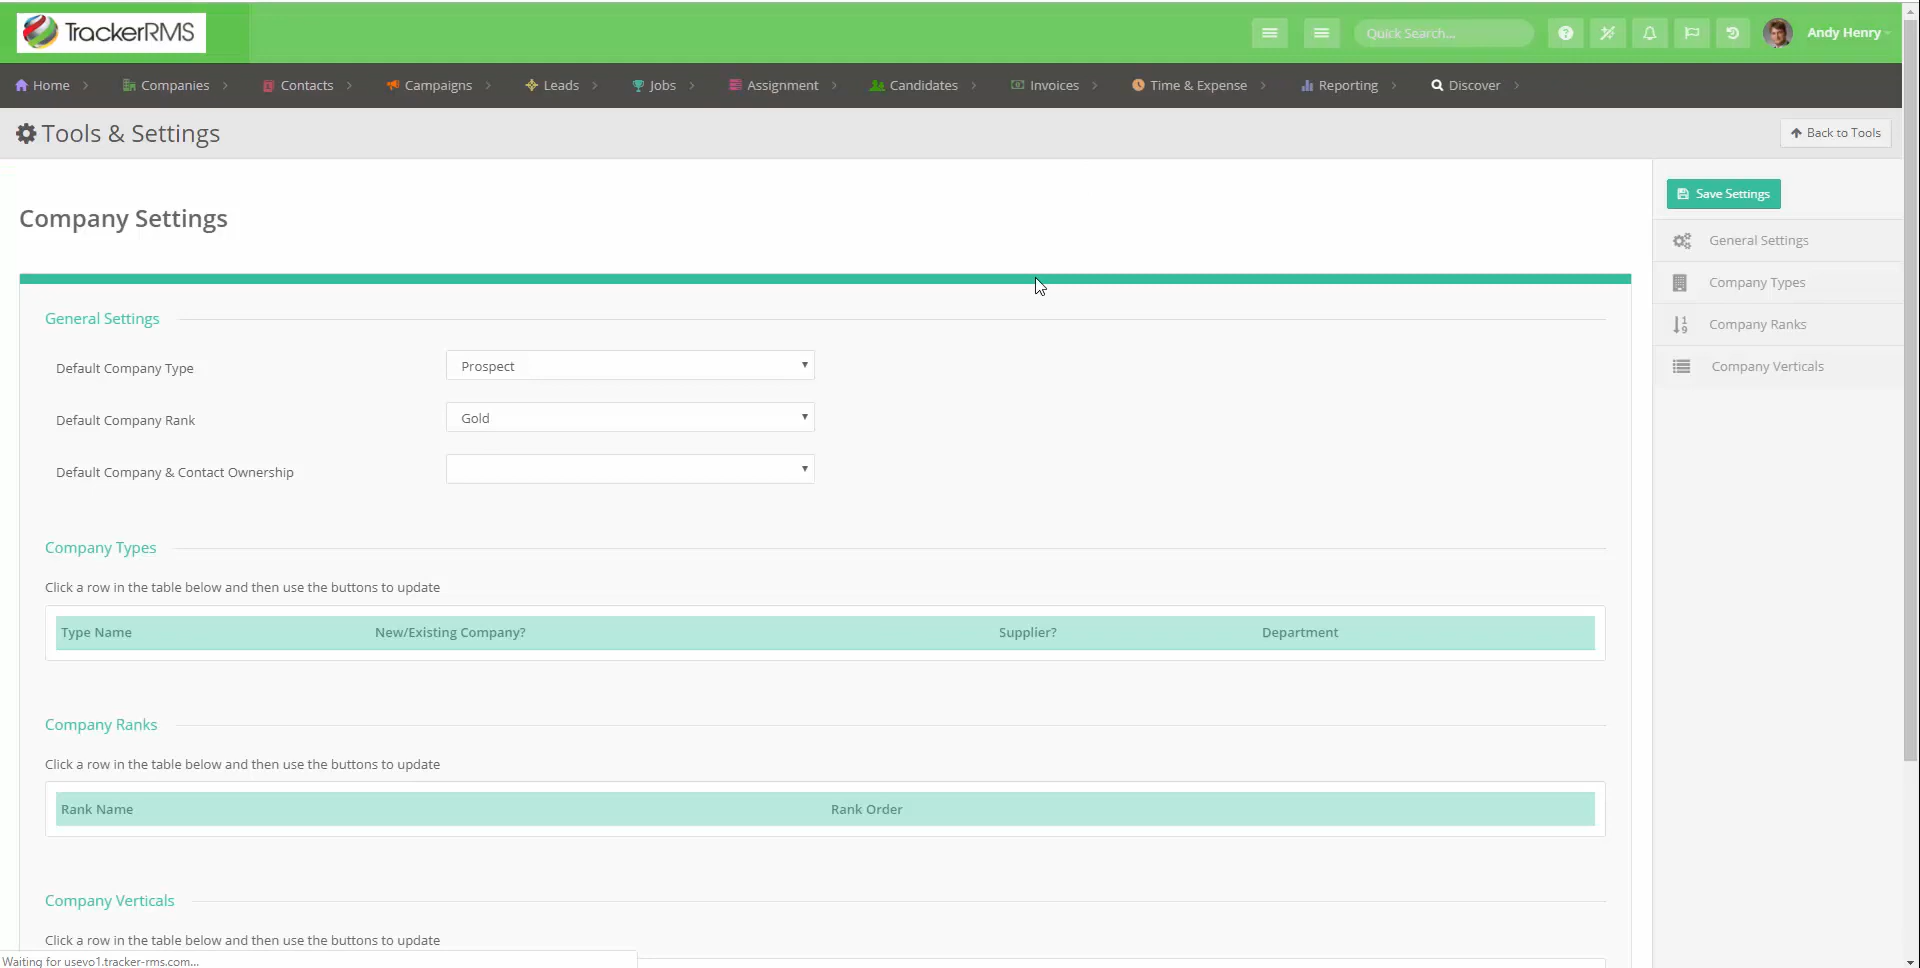 TrackerRMS
Quick Search...
Andy Henry
Home
Companies
Contacts
Campaigns
Leads
Jobs
Assignment
Candidates
Invoices
Time & Expense
Reporting
Discover
Tools & Settings
Back to Tools
Company Settings
Save Settings
General Settings
Company Types
Company Ranks
Company Verticals
General Settings
Default Company Type
Prospect
Default Company Rank
Gold
Default Company & Contact Ownership
Company Types
Click a row in the table below and then use the buttons to update
Type Name
New/Existing Company?
Supplier?
Department
Company Ranks
Click a row in the table below and then use the buttons to update
Rank Name
Rank Order
Company Verticals
Click a row in the table below and then use the buttons to update
Waiting for usevo1.tracker-rms.com...